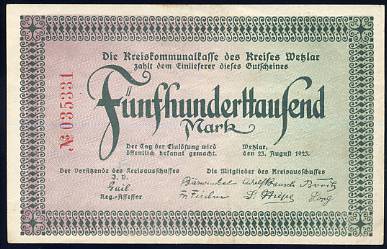 Die Kreiskommunalkasse des Kreises Wetzlar
zahlt dem Einlieferer dieses Gutscheines
№ 035331
Fünfhunderttausend
Mark
Der Tag der Einlösung wird
öffentlich bekannt gemacht.
Wetzlar,
den 23. August 1923.
Der Vorsitzende des Kreisausschusses
J. V.
Reg.-Assessor
Die Mitglieder des Kreisausschusses